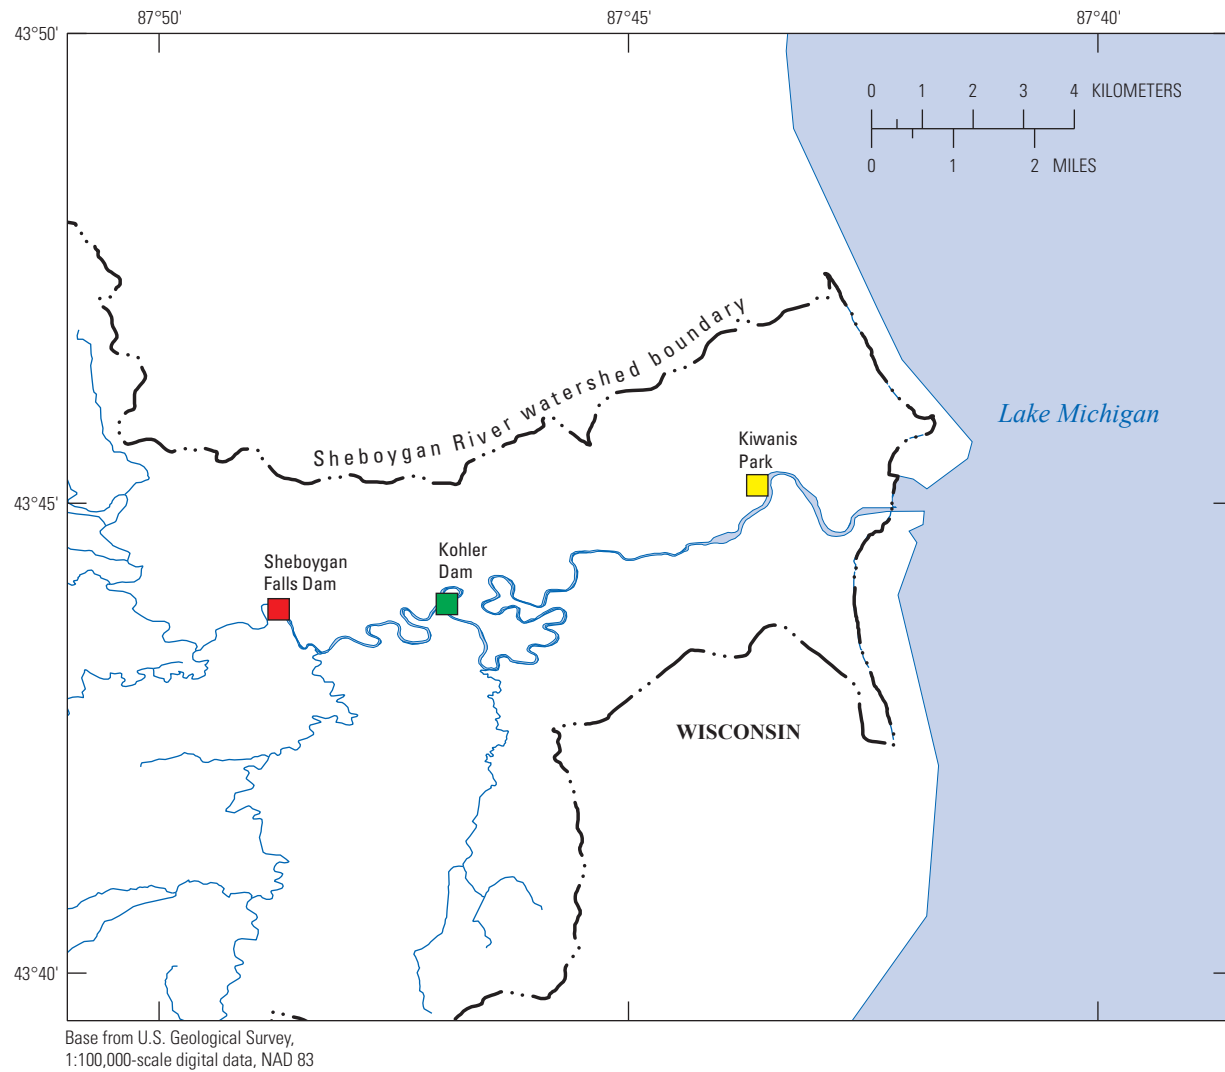 87°50'
87°45'
87°40'
43°50'
0 1 2 3 4 KILOMETERS
0 1 2 MILES
Sheboygan River watershed boundary
Lake Michigan
Kiwanis
Park
43°45'
Kohler
Dam
Sheboygan
Falls Dam
WISCONSIN
43°40'
Base from U.S. Geological Survey,
1:100,000-scale digital data, NAD 83